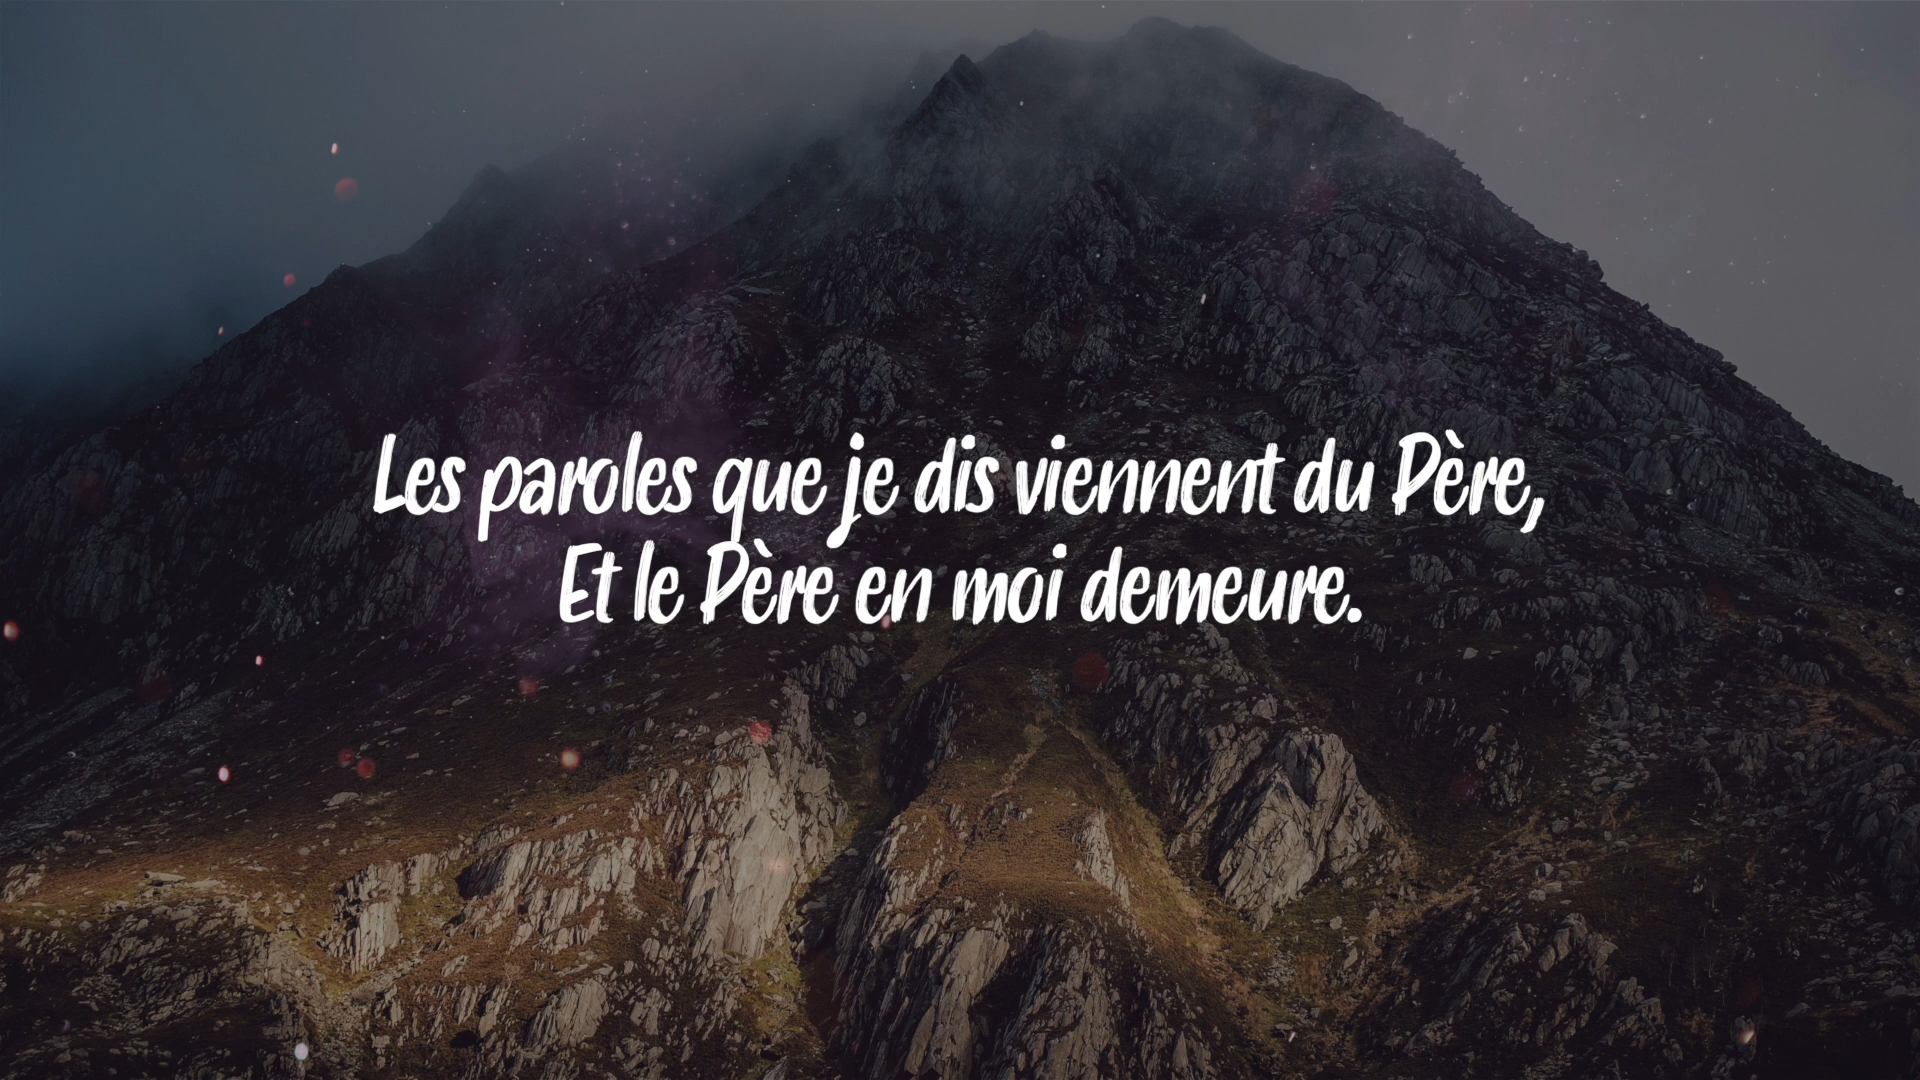 Les paroles que je dis viennent du Père,
Et le Père en moi demeure.